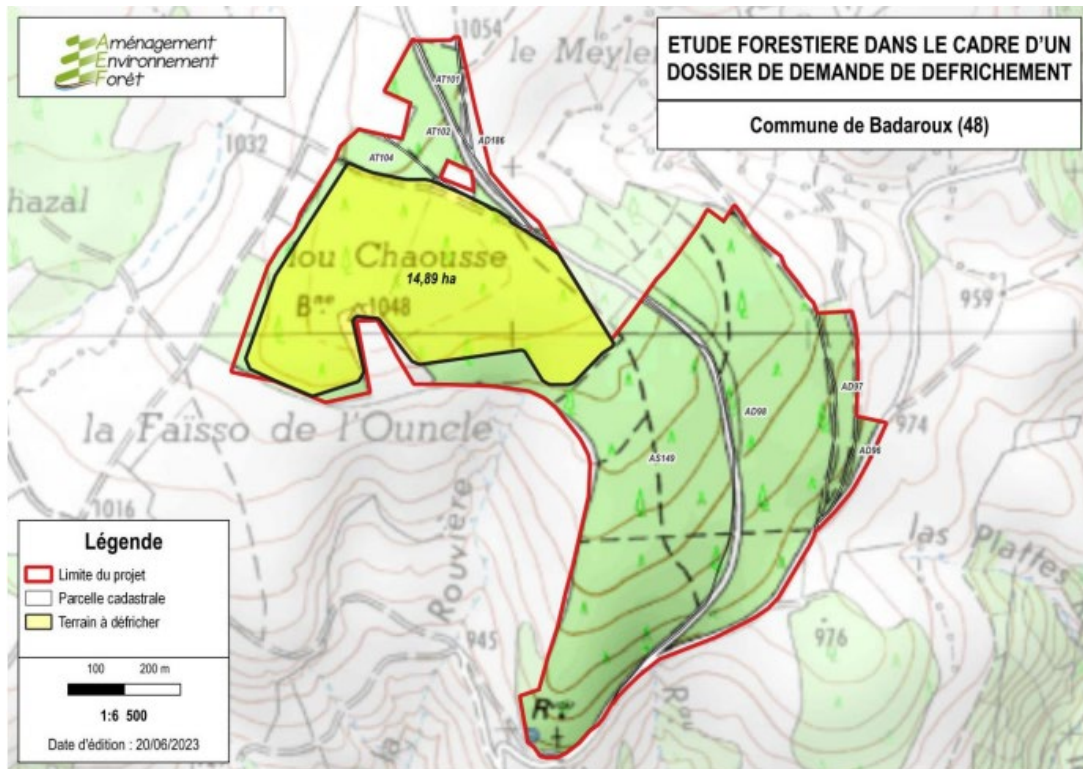 Aménagement
Environnement
Forêt
ETUDE FORESTIERE DANS LE CADRE D'UN
DOSSIER DE DEMANDE DE DEFRICHEMENT
Commune de Badaroux (48)
1054
le Meyle
AT101
AT102
AD186
1032
AT104
hazal
lou Chaousse
14,89 ha
Bne
1048
959
la Faïsso de l'Ouncle
AD97
974
AD98
AD96
AS149
1016
Rouvière
las Plattes
945
976
la
Rau
Légende
Limite du projet
Parcelle cadastrale
Terrain à défricher
100 200 m
1:6 500
Date d'édition : 20/06/2023